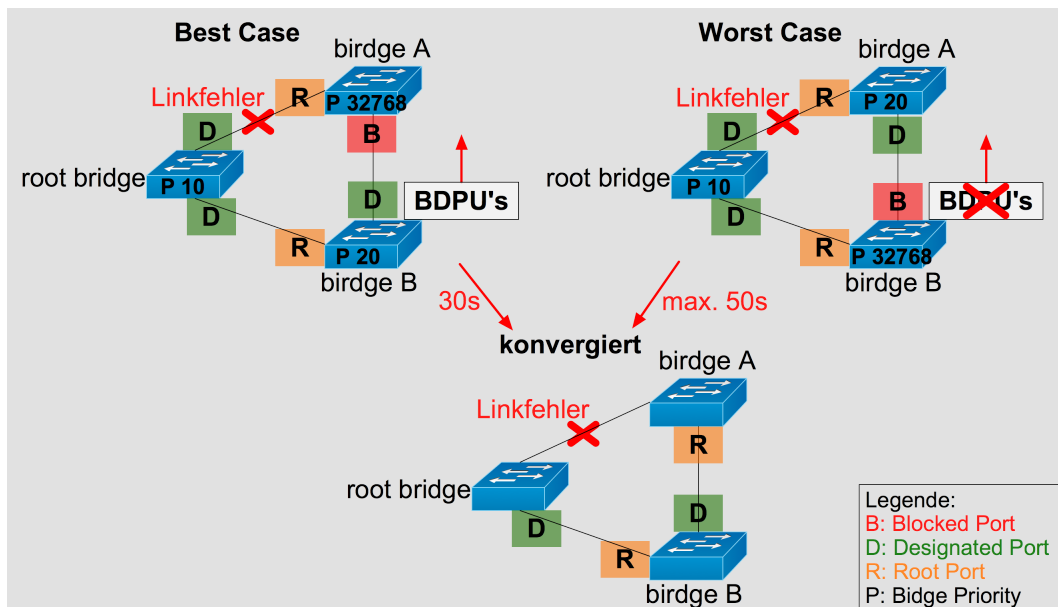 Best Case
birdge A
Linkfehler
R
P 32768
D
B
root bridge
P 10
D
D
BDPU's
R
P 20
birdge B
30s
Worst Case
birdge A
Linkfehler
R
P 20
D
D
root bridge
P 10
D
B
BDPU's
R
P 32768
birdge B
max. 50s
konvergiert
birdge A
Linkfehler
R
root bridge
D
D
R
birdge B
Legende:
B: Blocked Port
D: Designated Port
R: Root Port
P: Bidge Priority